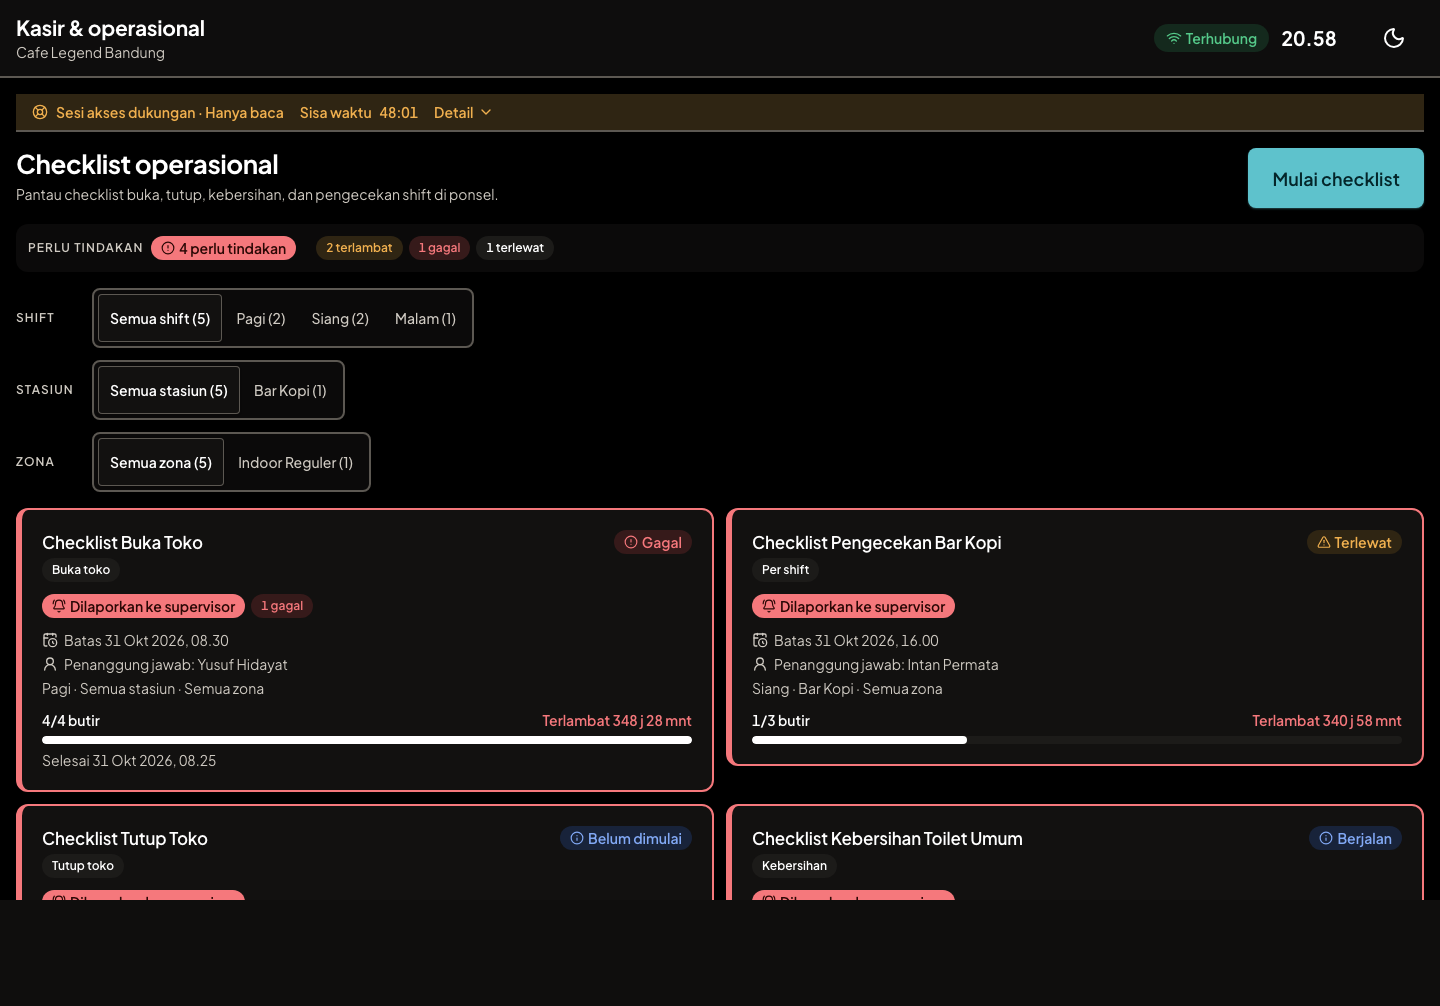 Kasir & operasional
Cafe Legend Bandung
Terhubung
20.58
Sesi akses dukungan · Hanya baca Sisa waktu 48:01 Detail
Checklist operasional
Pantau checklist buka, tutup, kebersihan, dan pengecekan shift di ponsel.
Mulai checklist
PERLU TINDAKAN 4 perlu tindakan 2 terlambat 1 gagal 1 terlewat
SHIFT Semua shift (5) Pagi (2) Siang (2) Malam (1)
STASIUN Semua stasiun (5) Bar Kopi (1)
ZONA Semua zona (5) Indoor Reguler (1)
Checklist Buka Toko
Gagal
Buka toko
Dilaporkan ke supervisor 1 gagal
Batas 31 Okt 2026, 08.30
Penanggung jawab: Yusuf Hidayat
Pagi · Semua stasiun · Semua zona
4/4 butir Terlambat 348 j 28 mnt
Selesai 31 Okt 2026, 08.25
Checklist Pengecekan Bar Kopi
Terlewat
Per shift
Dilaporkan ke supervisor
Batas 31 Okt 2026, 16.00
Penanggung jawab: Intan Permata
Siang · Bar Kopi · Semua zona
1/3 butir Terlambat 340 j 58 mnt
Checklist Tutup Toko
Belum dimulai
Tutup toko
Checklist Kebersihan Toilet Umum
Berjalan
Kebersihan